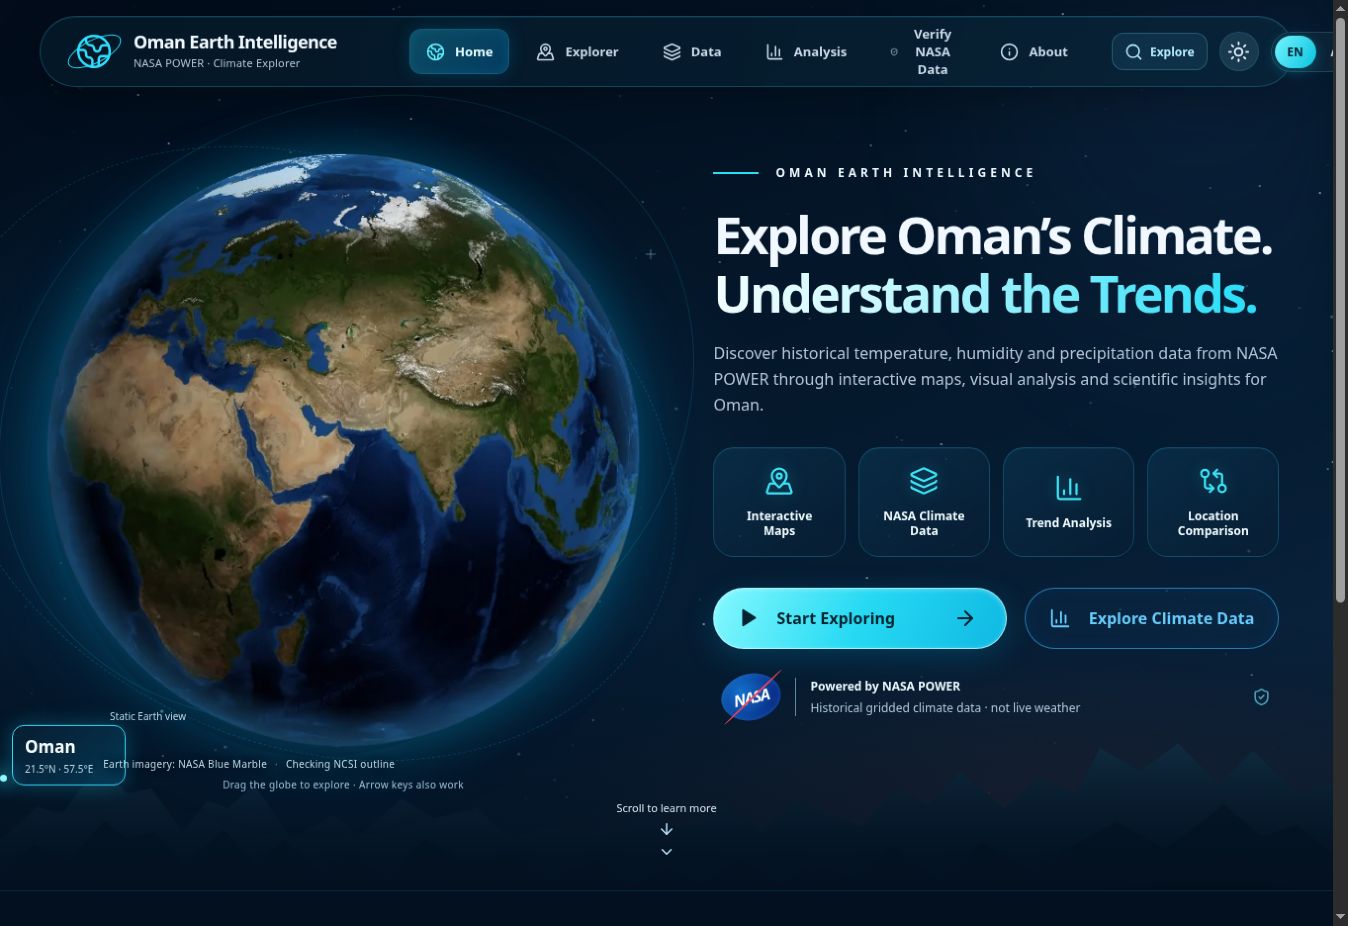 Oman Earth Intelligence
NASA POWER · Climate Explorer
Home
Explorer
Data
Analysis
Verify
NASA
Data
About
Explore
EN
OMAN EARTH INTELLIGENCE
Explore Oman’s Climate.
Understand the Trends.
Discover historical temperature, humidity and precipitation data from NASA
POWER through interactive maps, visual analysis and scientific insights for
Oman.
Interactive
Maps
NASA Climate
Data
Trend Analysis
Location
Comparison
Start Exploring
Explore Climate Data
NASA
Powered by NASA POWER
Historical gridded climate data · not live weather
Static Earth view
Oman
21.5°N · 57.5°E
Earth imagery: NASA Blue Marble · Checking NCSI outline
Drag the globe to explore · Arrow keys also work
Scroll to learn more